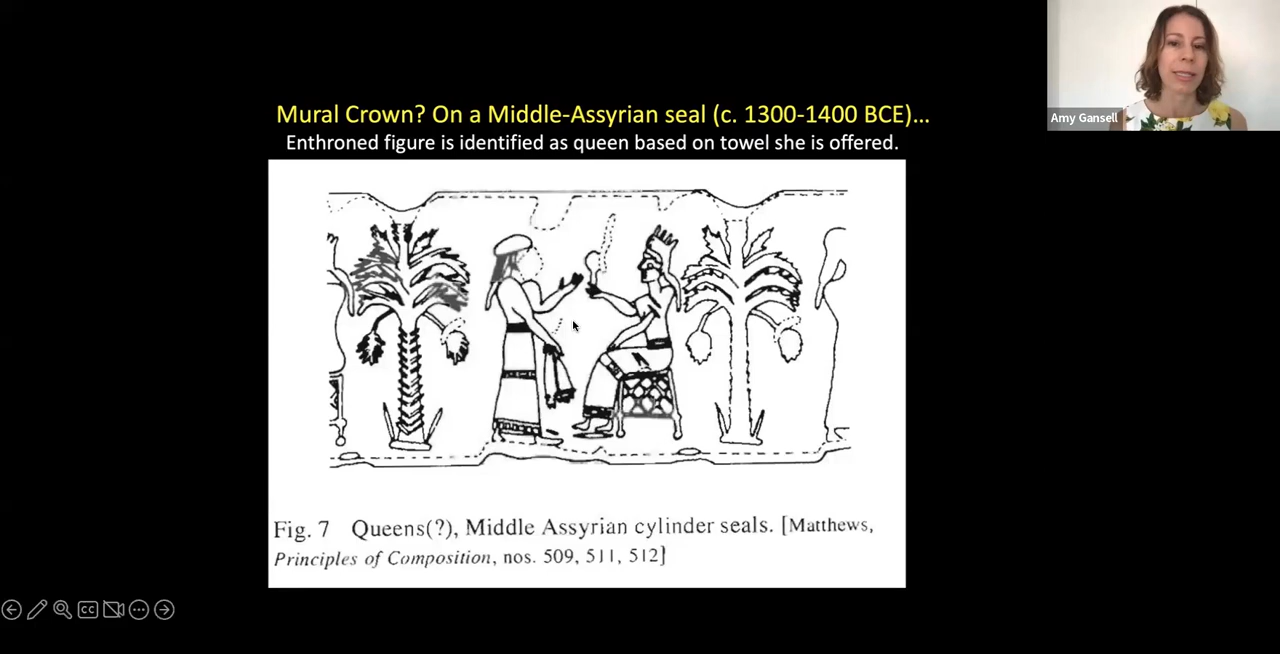 Mural Crown? On a Middle-Assyrian seal (c. 1300-1400 BCE)...
Enthroned figure is identified as queen based on towel she is offered.
Amy Gansell
Fig. 7 Queens(?), Middle Assyrian cylinder seals. [Matthews,
Principles of Composition, nos. 509, 511, 512]
CC